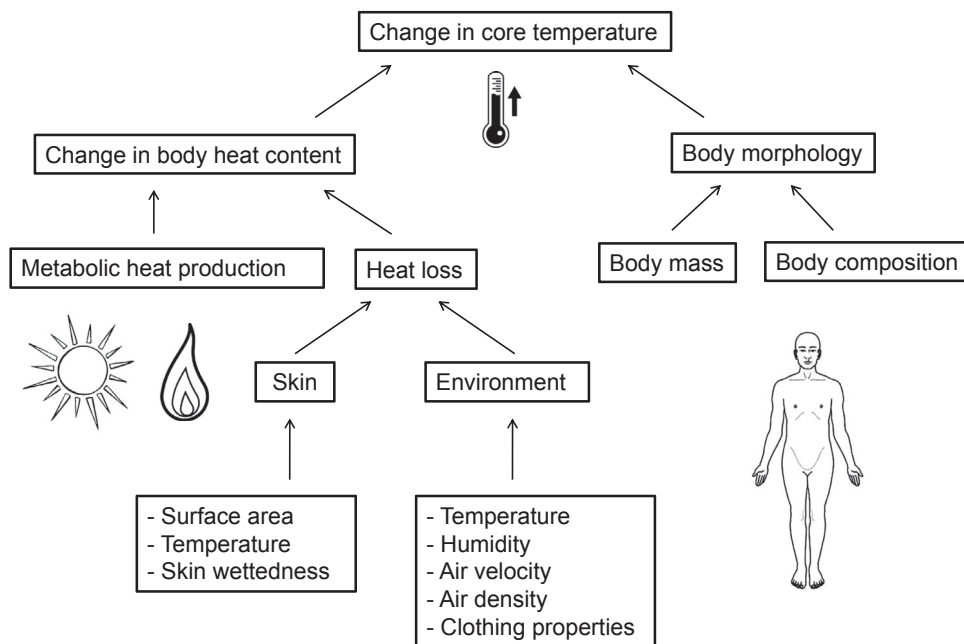 Change in core temperature
Change in body heat content
Body morphology
Metabolic heat production
Heat loss
Body mass
Body composition
Skin
Environment
- Surface area
- Temperature
- Skin wettedness
- Temperature
- Humidity
- Air velocity
- Air density
- Clothing properties